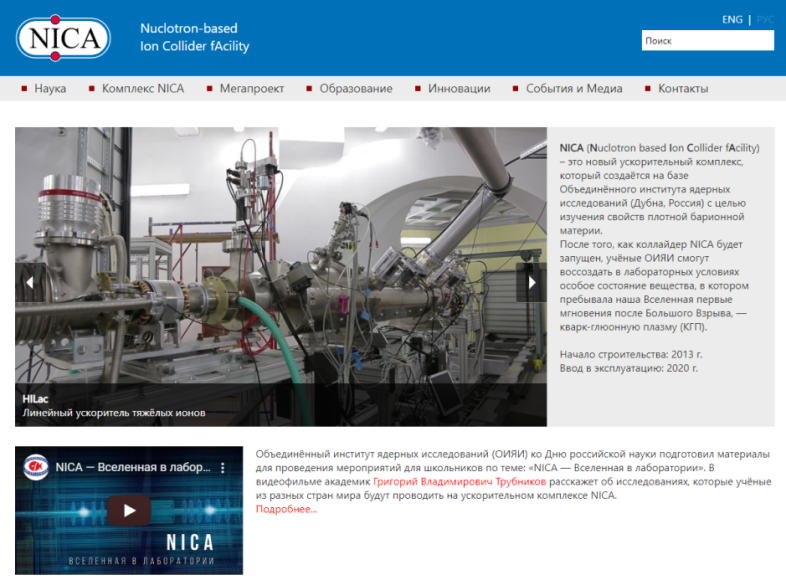 NICA
Nuclotron-based
Ion Collider fAcility
ENG | РУС
Поиск
Наука
Комплекс NICA
Мегапроект
Образование
Инновации
События и Медиа
Контакты
NICA (Nuclotron based Ion Collider fAcility)
– это новый ускорительный комплекс,
который создаётся на базе
Объединённого института ядерных
исследований (Дубна, Россия) с целью
изучения свойств плотной барионной
материи.
После того, как коллайдер NICA будет
запущен, учёные ОИЯИ смогут
воссоздать в лабораторных условиях
особое состояние вещества, в котором
пребывала наша Вселенная первые
мгновения после Большого Взрыва, —
кварк-глюонную плазму (КГП).
Начало строительства: 2013 г.
Ввод в эксплуатацию: 2020 г.
HILac
Линейный ускоритель тяжёлых ионов
NICA — Вселенная в лабор...
NICA
ВСЕЛЕННАЯ В ЛАБОРАТОРИИ
Объединённый институт ядерных исследований (ОИЯИ) ко Дню российской науки подготовил материалы
для проведения мероприятий для школьников по теме: «NICA — Вселенная в лаборатории». В
видеофильме академик Григорий Владимирович Трубников расскажет об исследованиях, которые учёные
из разных стран мира будут проводить на ускорительном комплексе NICA.
Подробнее...